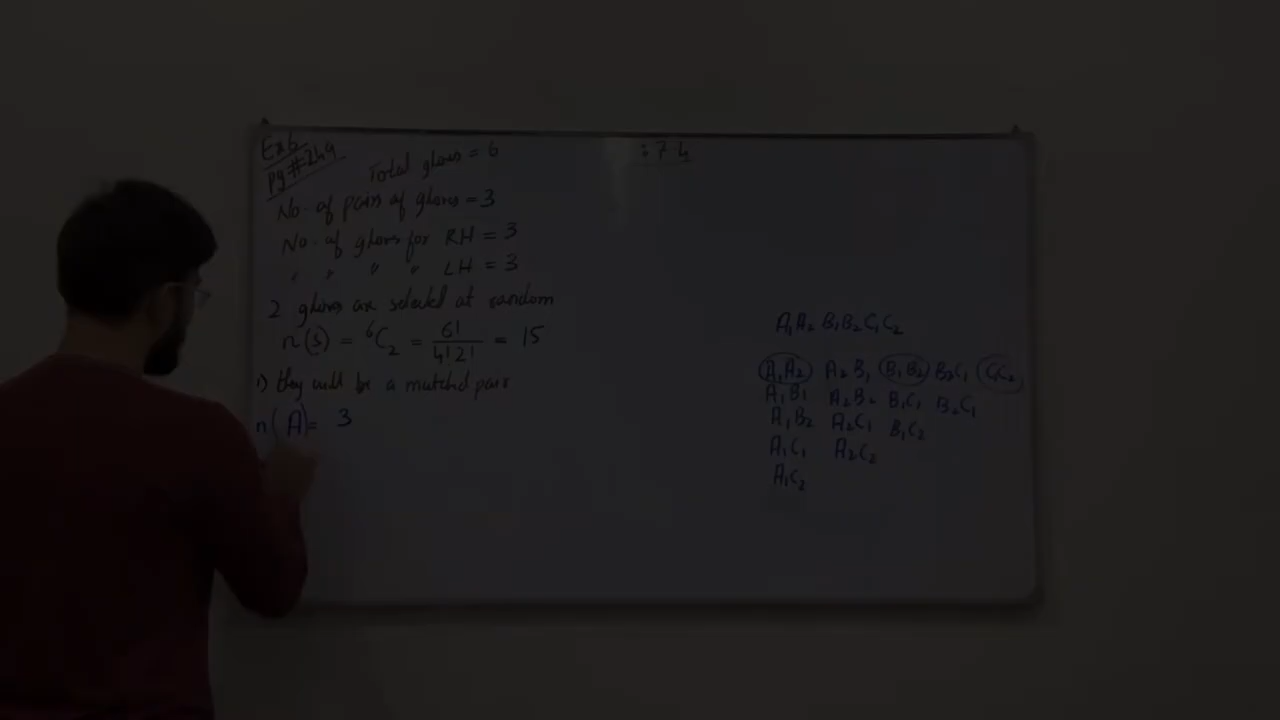 Ex6
Pg#249
Total gloves = 6
No. of pairs of gloves = 3
No. of gloves for RH = 3
" " " " LH = 3
2 gloves are selected at random
n(s) = ⁶C₂ = 6! / 4!2! = 15
1) they will be a matched pair
n(A) = 3
A₁A₂ B₁B₂ C₁C₂
A₁A₂ A₂B₁ B₁B₂ B₂C₁ C₁C₂
A₁B₁ A₂B₂ B₁C₁ B₂C₁
A₁B₂ A₂C₁ B₁C₂
A₁C₁ A₂C₂
A₁C₂